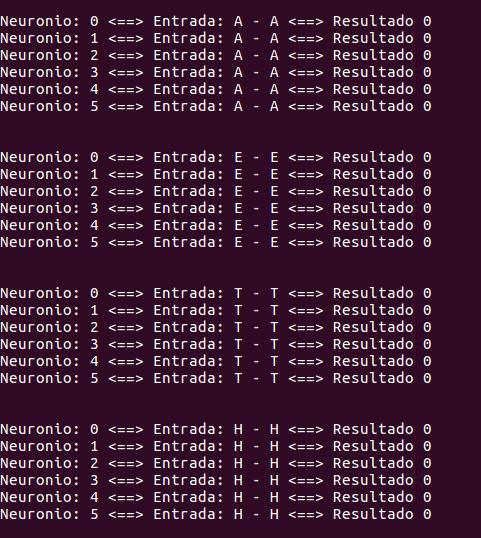 Neuronio: 0 <==> Entrada: A - A <==> Resultado 0
Neuronio: 1 <==> Entrada: A - A <==> Resultado 0
Neuronio: 2 <==> Entrada: A - A <==> Resultado 0
Neuronio: 3 <==> Entrada: A - A <==> Resultado 0
Neuronio: 4 <==> Entrada: A - A <==> Resultado 0
Neuronio: 5 <==> Entrada: A - A <==> Resultado 0
Neuronio: 0 <==> Entrada: E - E <==> Resultado 0
Neuronio: 1 <==> Entrada: E - E <==> Resultado 0
Neuronio: 2 <==> Entrada: E - E <==> Resultado 0
Neuronio: 3 <==> Entrada: E - E <==> Resultado 0
Neuronio: 4 <==> Entrada: E - E <==> Resultado 0
Neuronio: 5 <==> Entrada: E - E <==> Resultado 0
Neuronio: 0 <==> Entrada: T - T <==> Resultado 0
Neuronio: 1 <==> Entrada: T - T <==> Resultado 0
Neuronio: 2 <==> Entrada: T - T <==> Resultado 0
Neuronio: 3 <==> Entrada: T - T <==> Resultado 0
Neuronio: 4 <==> Entrada: T - T <==> Resultado 0
Neuronio: 5 <==> Entrada: T - T <==> Resultado 0
Neuronio: 0 <==> Entrada: H - H <==> Resultado 0
Neuronio: 1 <==> Entrada: H - H <==> Resultado 0
Neuronio: 2 <==> Entrada: H - H <==> Resultado 0
Neuronio: 3 <==> Entrada: H - H <==> Resultado 0
Neuronio: 4 <==> Entrada: H - H <==> Resultado 0
Neuronio: 5 <==> Entrada: H - H <==> Resultado 0